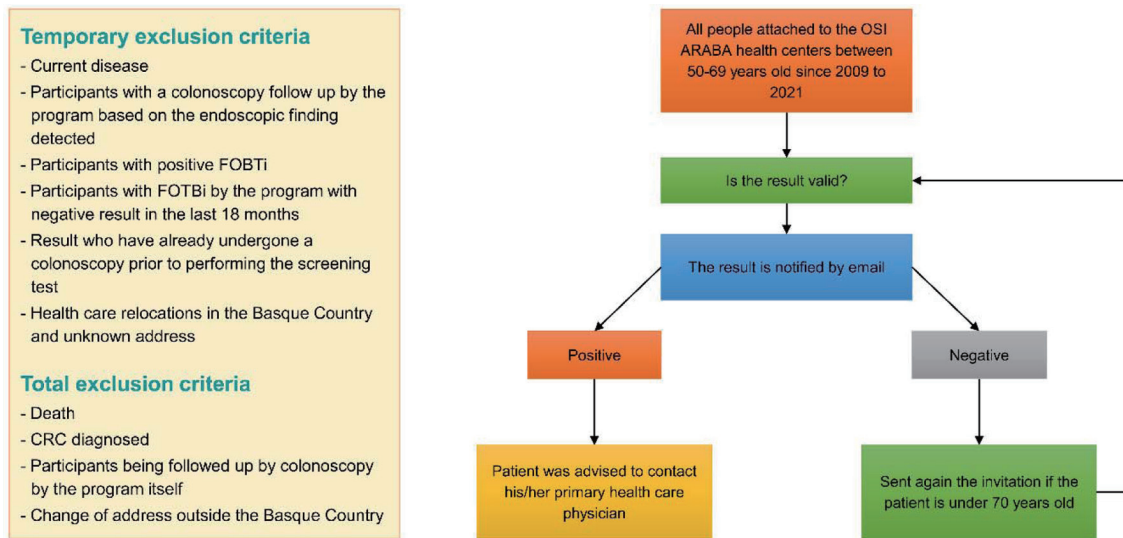 Temporary exclusion criteria
- Current disease
- Participants with a colonoscopy follow up by the
program based on the endoscopic finding
detected
- Participants with positive FOBTi
- Participants with FOTBi by the program with
negative result in the last 18 months
- Result who have already undergone a
colonoscopy prior to performing the screening
test
- Health care relocations in the Basque Country
and unknown address
Total exclusion criteria
- Death
- CRC diagnosed
- Participants being followed up by colonoscopy
by the program itself
- Change of address outside the Basque Country
All people attached to the OSI
ARABA health centers between
50-69 years old since 2009 to
2021
Is the result valid?
The result is notified by email
Positive
Negative
Patient was advised to contact
his/her primary health care
physician
Sent again the invitation if the
patient is under 70 years old